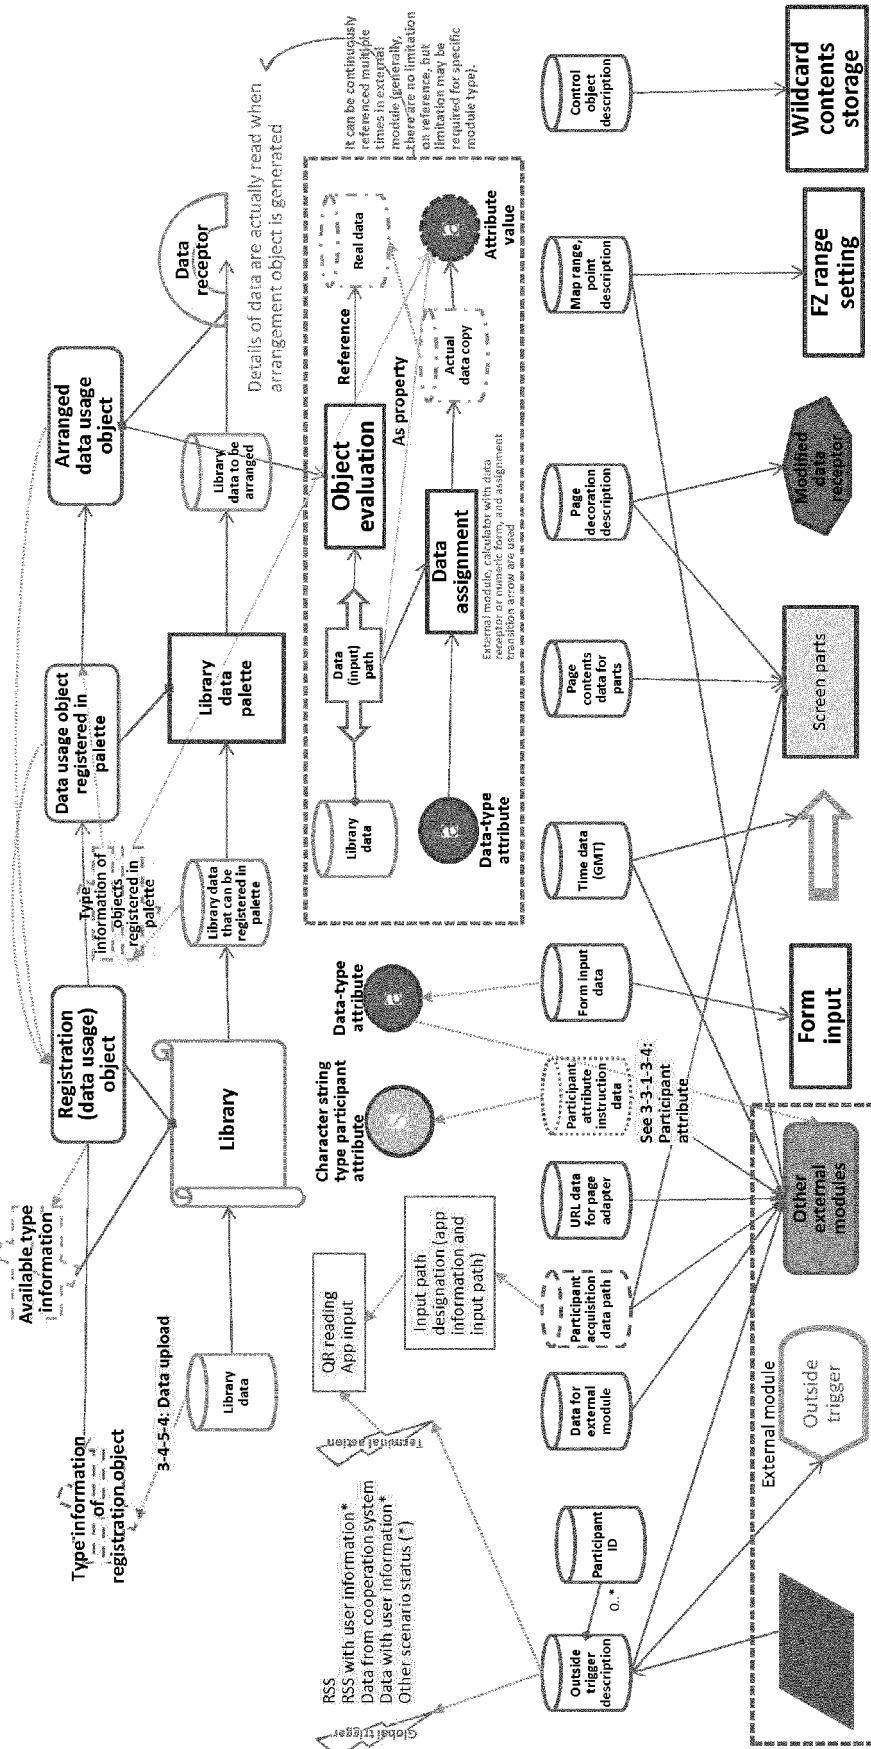 Type information
of
registration object
Available type
information
Registration
(data usage)
object
Type
information of
objects
registered in
palette
Data usage object
registered in
palette
Arranged
data usage
object
3-4-5-4: Data upload
Library
data
Library
Library data
that can be
registered in
palette
Library
data
palette
Library
data to be
arranged
Data
receptor
Details of data are actually read when
arrangement object is generated
It can be continuously
referenced multiple
times in external
module (generally,
there are no limitation
on reference, but
limitation may be
required for specific
module type).
RSS
RSS with user information*
Data from cooperation system
Data with user information*
Other scenario status (*)
Global trigger
Terminal action
QR reading
App input
Input path
designation (app
information and
input path)
Character string
type participant
attribute
S
Data-type
attribute
a
Library
data
Data
(input)
path
Object
evaluation
Reference
Real data
As property
a
Data-type
attribute
Data
assignment
Actual
data copy
a
Attribute
value
External module, calculator with data
receptor or numeric form, and assignment
transition arrow are used
Outside
trigger
description
0.. *
Participant
ID
Data for
external
module
Participant
acquisition
data path
URL data
for page
adapter
Participant
attribute
instruction
data
Form input
data
Time data
(GMT)
Page
contents
data for
parts
Page
decoration
description
Map range,
point
description
Control
object
description
See 3-3-1-3-4:
Participant
attribute
External module
Outside
trigger
Other
external
modules
Form
input
Screen parts
Modified
data
receptor
FZ range
setting
Wildcard
contents
storage